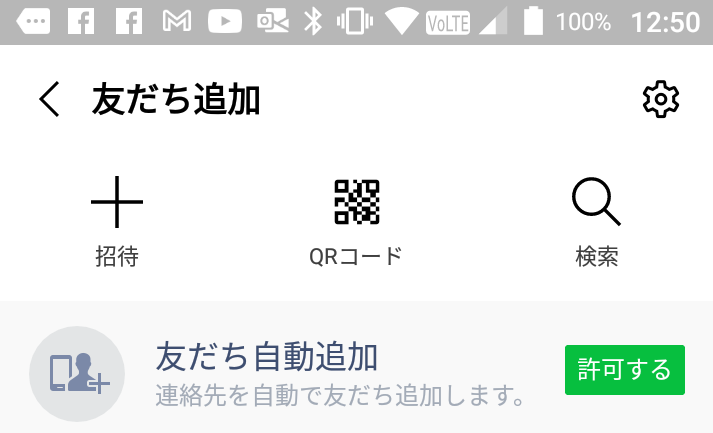 VoLTE 100% 12:50
友だち追加
招待 QRコード 検索
友だち自動追加
許可する
連絡先を自動で友だち追加します。